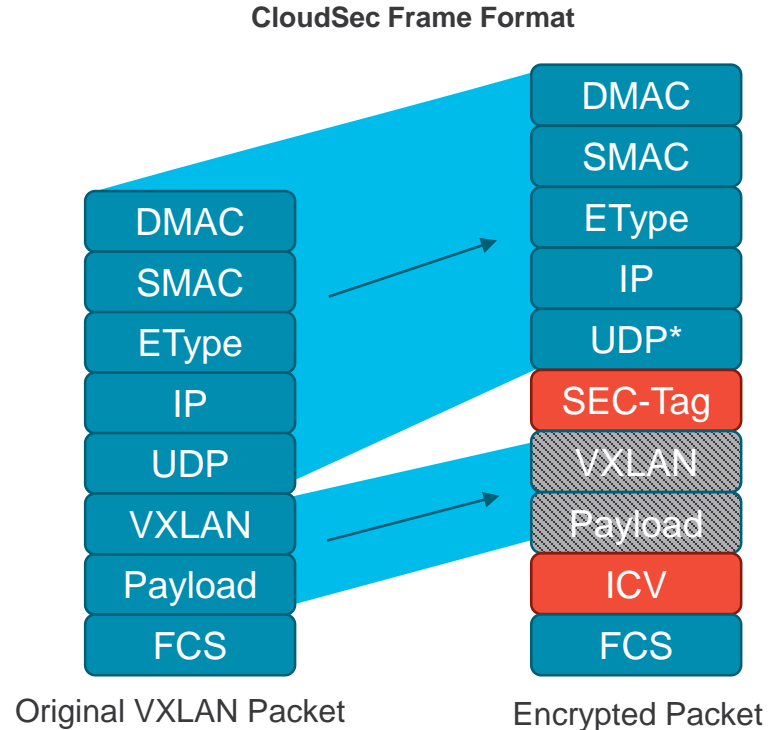 CloudSec Frame Format
DMAC
SMAC
EType
IP
UDP
VXLAN
Payload
FCS
Original VXLAN Packet
DMAC
SMAC
EType
IP
UDP*
SEC-Tag
VXLAN
Payload
ICV
FCS
Encrypted Packet